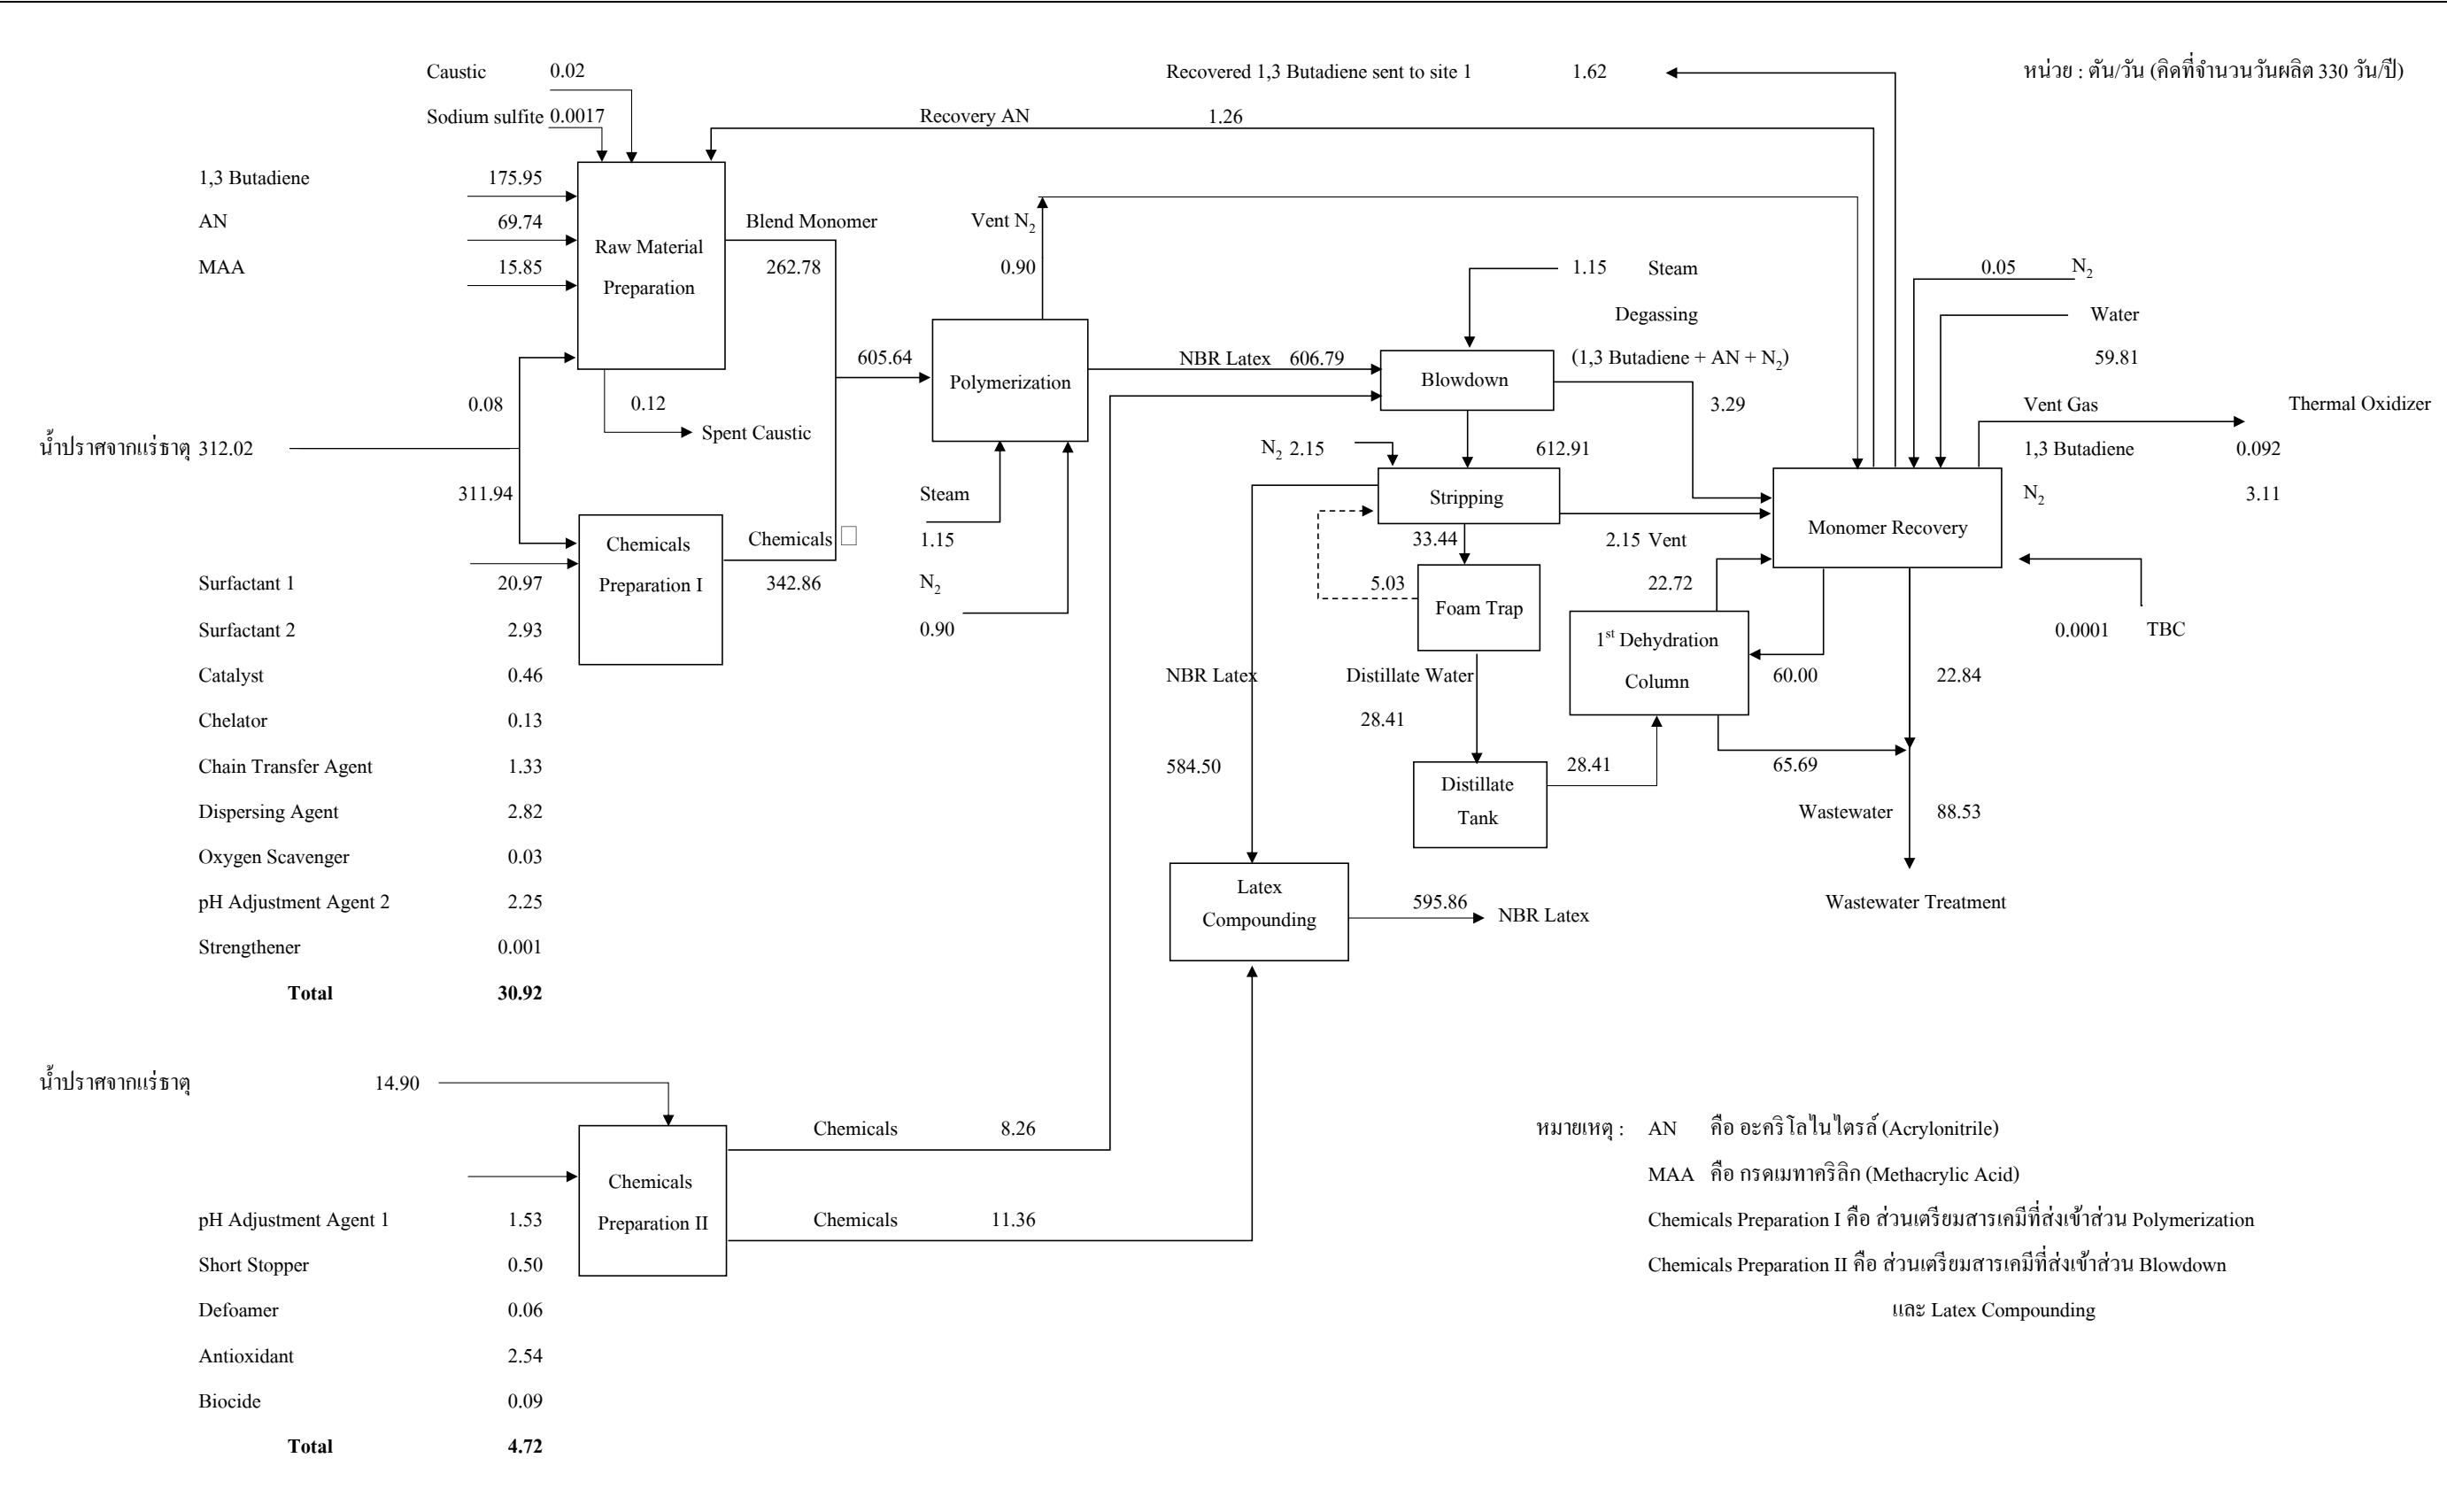 Caustic 0.02
Recovered 1,3 Butadiene sent to site 1 1.62
หน่วย : ตัน/วัน (คิดที่จำนวนวันผลิต 330 วัน/ปี)
Sodium sulfite 0.0017
Recovery AN 1.26
1,3 Butadiene 175.95
AN 69.74
MAA 15.85
Raw Material
Preparation
Blend Monomer
262.78
Vent N2
0.90
1.15 Steam
0.05 N2
Degassing
(1,3 Butadiene + AN + N2)
3.29
Water
59.81
605.64
Polymerization
NBR Latex 606.79
Blowdown
0.08
0.12
Spent Caustic
Vent Gas
Thermal Oxidizer
1,3 Butadiene 0.092
N2 3.11
น้ำปราศจากแร่ธาตุ 312.02
N2 2.15
612.91
311.94
Steam
1.15
N2
0.90
Stripping
Monomer Recovery
Chemicals
Preparation I
Chemicals
342.86
33.44
2.15 Vent
5.03
22.72
Foam Trap
1st Dehydration
Column
0.0001 TBC
60.00
22.84
Surfactant 1 20.97
Surfactant 2 2.93
Catalyst 0.46
Chelator 0.13
Chain Transfer Agent 1.33
Dispersing Agent 2.82
Oxygen Scavenger 0.03
pH Adjustment Agent 2 2.25
Strengthener 0.001
Total 30.92
NBR Latex
584.50
Distillate Water
28.41
Distillate
Tank
28.41
65.69
Wastewater 88.53
Wastewater Treatment
Latex
Compounding
595.86
NBR Latex
น้ำปราศจากแร่ธาตุ 14.90
Chemicals
Preparation II
Chemicals 8.26
Chemicals 11.36
pH Adjustment Agent 1 1.53
Short Stopper 0.50
Defoamer 0.06
Antioxidant 2.54
Biocide 0.09
Total 4.72
หมายเหตุ : AN คือ อะคริโลไนไตรล์ (Acrylonitrile)
MAA คือ กรดเมทาคริลิก (Methacrylic Acid)
Chemicals Preparation I คือ ส่วนเตรียมสารเคมีที่ส่งเข้าส่วน Polymerization
Chemicals Preparation II คือ ส่วนเตรียมสารเคมีที่ส่งเข้าส่วน Blowdown
และ Latex Compounding